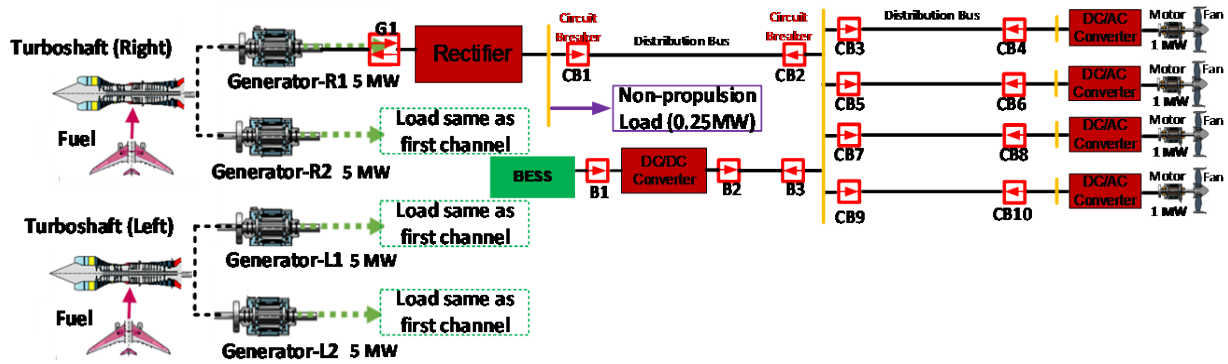 Turboshaft (Right)
Fuel
Generator-R1 5 MW
G1
Rectifier
Circuit
Breaker
CB1
Distribution Bus
Circuit
Breaker
CB2
Non-propulsion
Load (0.25MW)
Generator-R2 5 MW
Load same as
first channel
BESS
B1
DC/DC
Converter
B2
B3
CB3
Distribution Bus
CB4
DC/AC
Converter
Motor
1 MW
Fan
CB5
CB6
DC/AC
Converter
Motor
1 MW
Fan
CB7
CB8
DC/AC
Converter
Motor
1 MW
Fan
CB9
CB10
DC/AC
Converter
Motor
1 MW
Fan
Turboshaft (Left)
Fuel
Generator-L1 5 MW
Load same as
first channel
Generator-L2 5 MW
Load same as
first channel